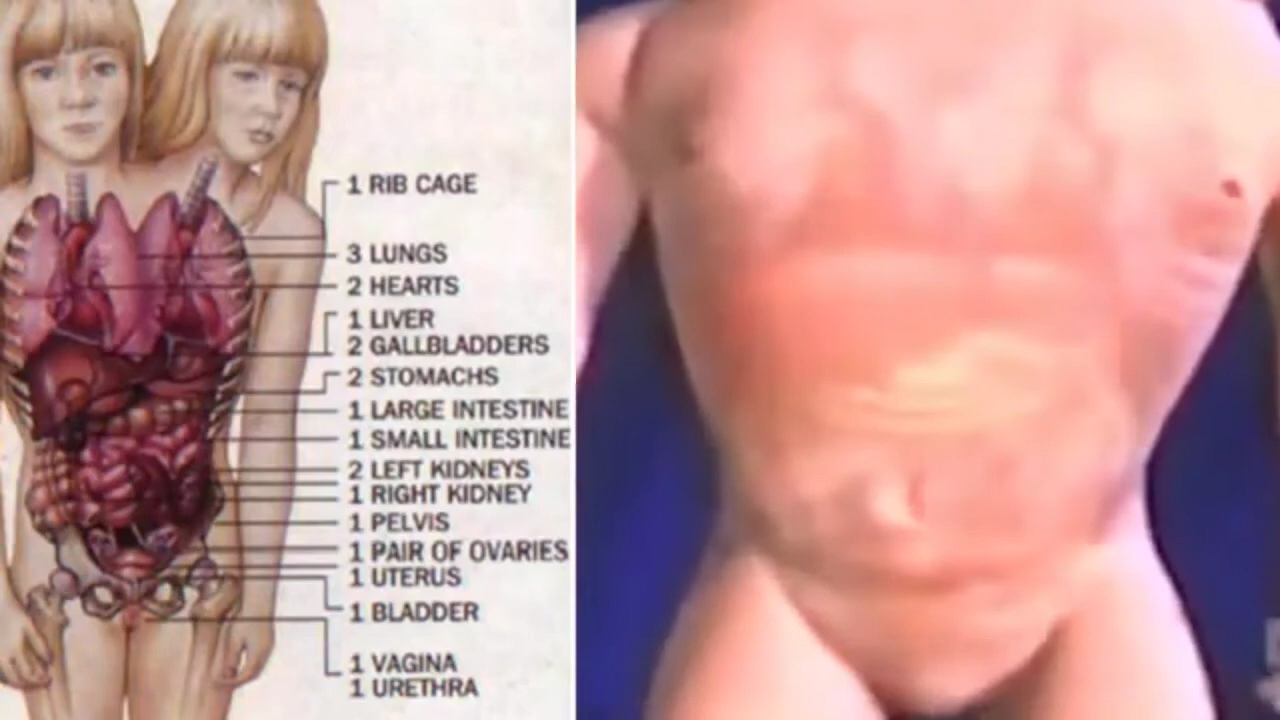 1 RIB CAGE
3 LUNGS
2 HEARTS
1 LIVER
2 GALLBLADDERS
2 STOMACHS
1 LARGE INTESTINE
1 SMALL INTESTINE
2 LEFT KIDNEYS
1 RIGHT KIDNEY
1 PELVIS
1 PAIR OF OVARIES
1 UTERUS
1 BLADDER
1 VAGINA
1 URETHRA